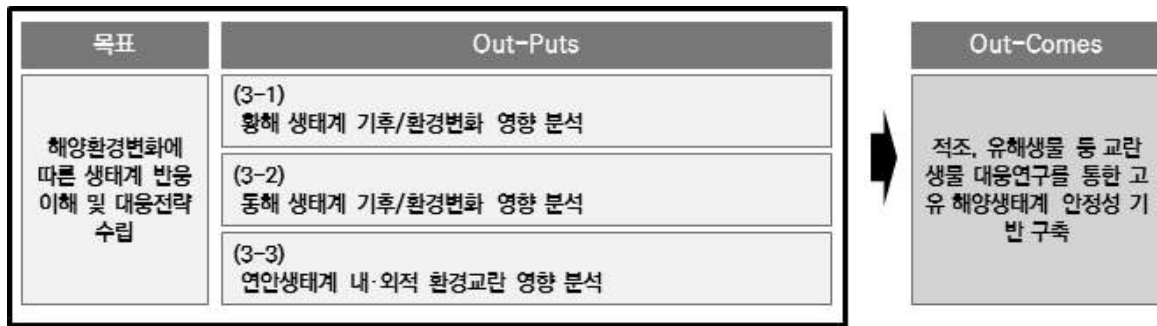 목표
Out-Puts
Out-Comes
해양환경변화에
따른 생태계 반응
이해 및 대응전략
수립
(3-1)
황해 생태계 기후/환경변화 영향 분석
(3-2)
동해 생태계 기후/환경변화 영향 분석
(3-3)
연안생태계 내·외적 환경교란 영향 분석
적조, 유해생물 등 교란
생물 대응연구를 통한 고
유 해양생태계 안정성 기
반 구축